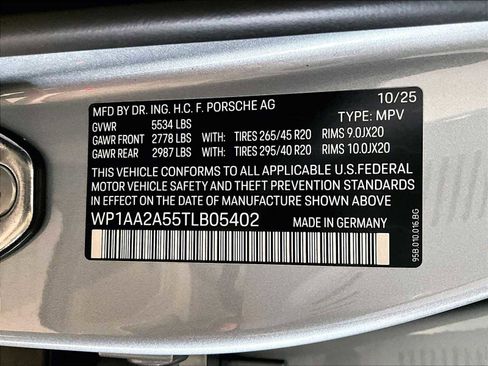 10/25
MFD BY DR. ING. H.C. F. PORSCHE AG
GVWR 5534 LBS TYPE: MPV
GAWR FRONT 2778 LBS WITH: TIRES 265/45 R20 RIMS 9.0JX20
GAWR REAR 2987 LBS WITH: TIRES 295/40 R20 RIMS 10.0JX20
THIS VEHICLE CONFORMS TO ALL APPLICABLE U.S.FEDERAL
MOTOR VEHICLE SAFETY AND THEFT PREVENTION STANDARDS
IN EFFECT ON THE DATE OF MANUFACTURE SHOWN ABOVE.
WP1AA2A55TLB05402 MADE IN GERMANY
95B.010.016.BG